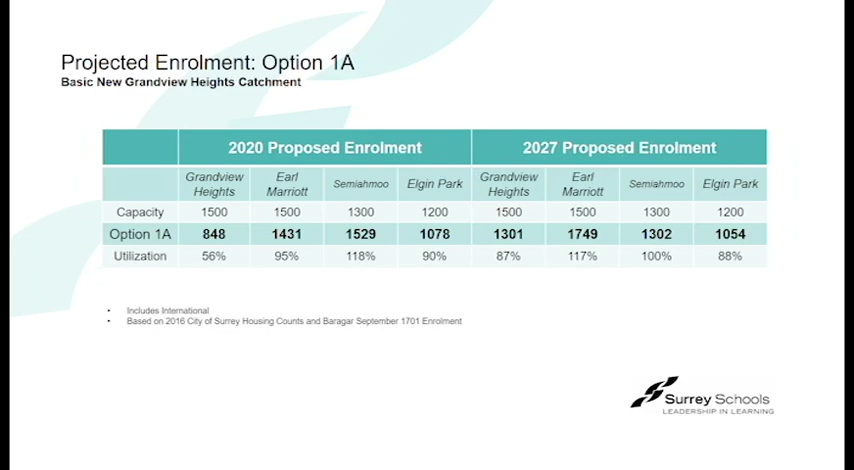 Projected Enrolment: Option 1A
Basic New Grandview Heights Catchment
2020 Proposed Enrolment 2027 Proposed Enrolment
Grandview Heights Earl Marriott Semiahmoo Elgin Park Grandview Heights Earl Marriott Semiahmoo Elgin Park
Capacity 1500 1500 1300 1200 1500 1500 1300 1200
Option 1A 848 1431 1529 1078 1301 1749 1302 1054
Utilization 56% 95% 118% 90% 87% 117% 100% 88%
• Includes International
• Based on 2016 City of Surrey Housing Counts and Baragar September 1701 Enrolment
Surrey Schools
LEADERSHIP IN LEARNING